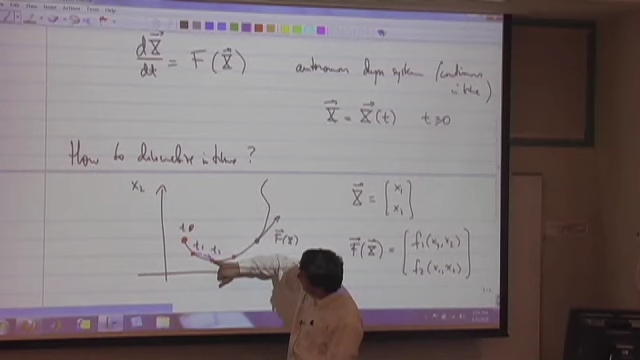 dX/dt = F(X)
autonomous dyn system (continuous
in time)
X = X(t) t≥0
How to discretize in time?
x₂
t0
t₁ t₂
F(X)
X = [x₁
x₂]
F(X) = [f₁(x₁,x₂)
f₂(x₁,x₂)]